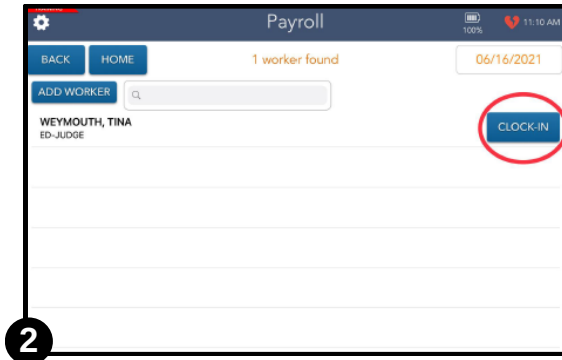 Payroll
100%
11:10 AM
BACK
HOME
1 worker found
06/16/2021
ADD WORKER
WEYMOUTH, TINA
ED-JUDGE
CLOCK-IN
2